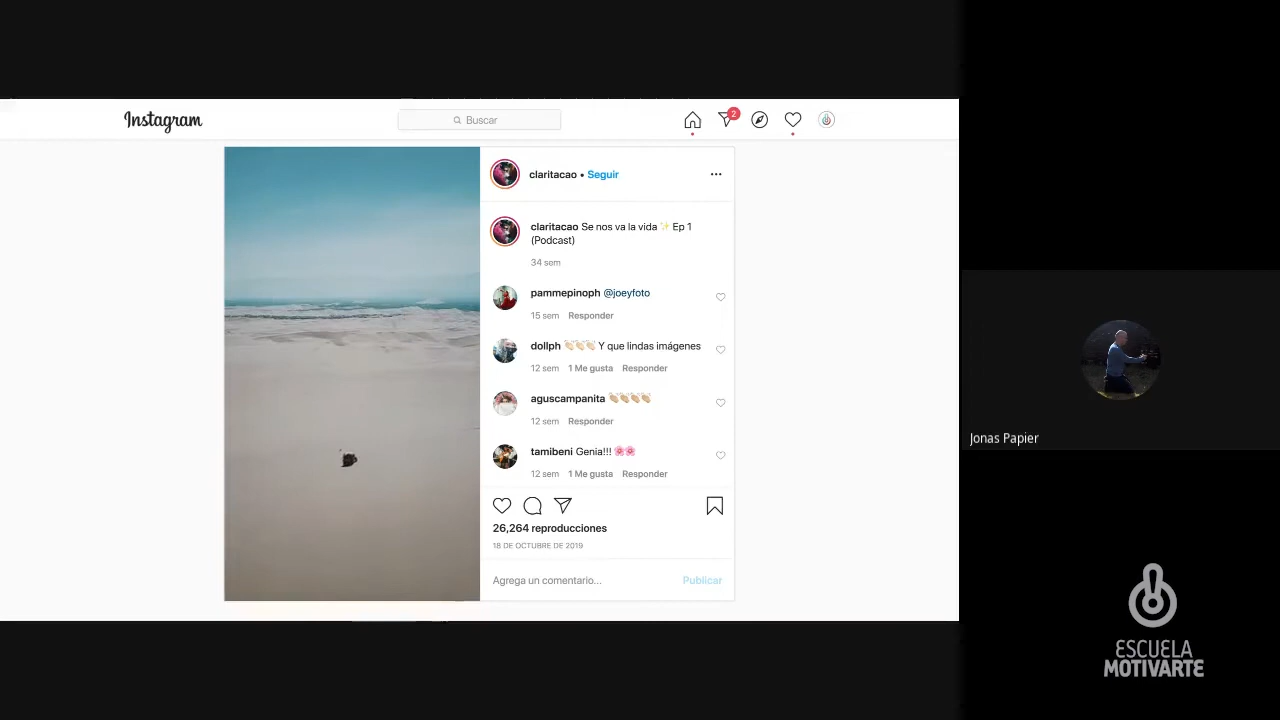 Instagram
Buscar
2
claritacao • Seguir
claritacao Se nos va la vida ✨ Ep 1
(Podcast)
34 sem
pammepinoph @joeyfoto
15 sem Responder
dollph 👏🏻👏🏻👏🏻 Y que lindas imágenes
12 sem 1 Me gusta Responder
aguscampanita 👏🏼👏🏼👏🏼👏🏼
12 sem Responder
tamibeni Genia!!! 🌸🌸
12 sem 1 Me gusta Responder
26,264 reproducciones
18 DE OCTUBRE DE 2019
Agrega un comentario... Publicar
Jonas Papier
ESCUELA
MOTIVARTE